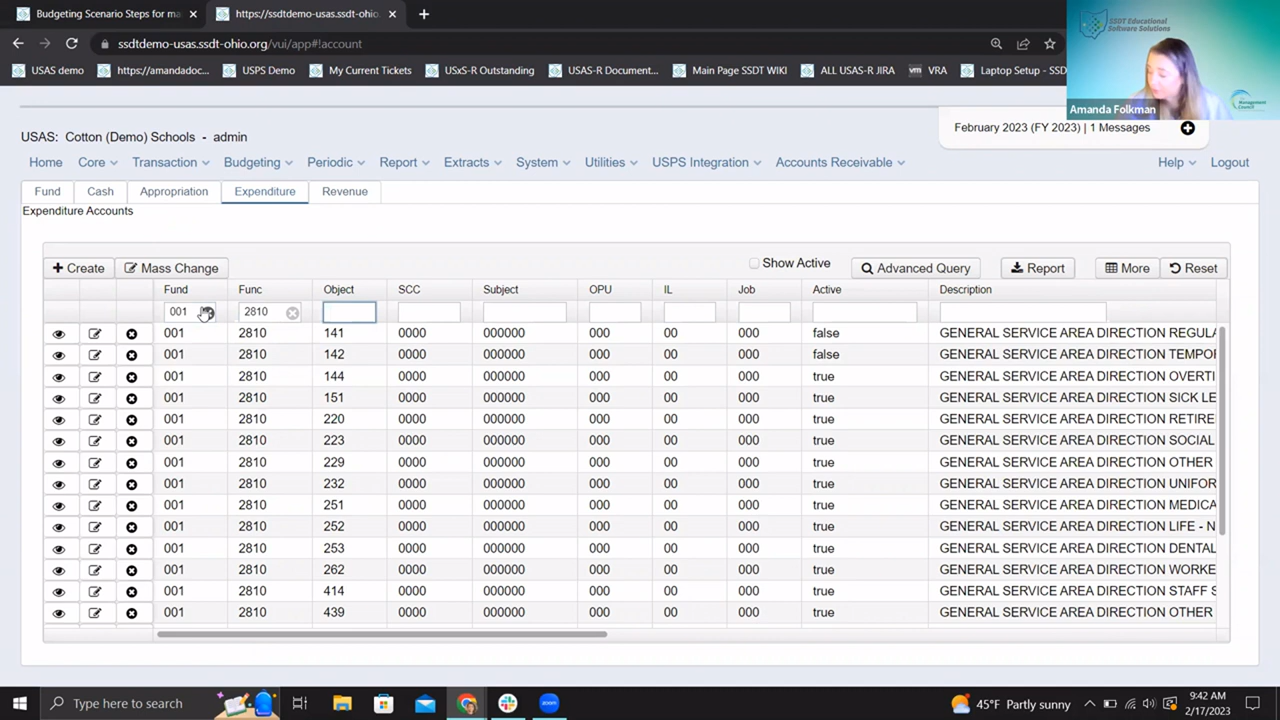 Budgeting Scenario Steps for ma
https://ssdtdemo-usas.ssdt-ohio.
ssdtdemo-usas.ssdt-ohio.org/vui/app#!account
USAS demo
https://amandadoc...
USPS Demo
My Current Tickets
USxS-R Outstanding
USAS-R Document...
Main Page SSDT WIKI
ALL USAS-R JIRA
vm VRA
Laptop Setup - SSD
SSDT Educational
Software Solutions
Management
Council
Amanda Folkman
USAS: Cotton (Demo) Schools - admin
February 2023 (FY 2023) | 1 Messages
Home Core Transaction Budgeting Periodic Report Extracts System Utilities USPS Integration Accounts Receivable Help Logout
Fund Cash Appropriation Expenditure Revenue
Expenditure Accounts
Create Mass Change Show Active Advanced Query Report More Reset
Fund Func Object SCC Subject OPU IL Job Active Description
001 2810
001 2810 141 0000 000000 000 00 000 false GENERAL SERVICE AREA DIRECTION REGULA
001 2810 142 0000 000000 000 00 000 false GENERAL SERVICE AREA DIRECTION TEMPO
001 2810 144 0000 000000 000 00 000 true GENERAL SERVICE AREA DIRECTION OVERTI
001 2810 151 0000 000000 000 00 000 true GENERAL SERVICE AREA DIRECTION SICK LE
001 2810 220 0000 000000 000 00 000 true GENERAL SERVICE AREA DIRECTION RETIRE
001 2810 223 0000 000000 000 00 000 true GENERAL SERVICE AREA DIRECTION SOCIAL
001 2810 229 0000 000000 000 00 000 true GENERAL SERVICE AREA DIRECTION OTHER
001 2810 232 0000 000000 000 00 000 true GENERAL SERVICE AREA DIRECTION UNIFOR
001 2810 251 0000 000000 000 00 000 true GENERAL SERVICE AREA DIRECTION MEDICA
001 2810 252 0000 000000 000 00 000 true GENERAL SERVICE AREA DIRECTION LIFE - N
001 2810 253 0000 000000 000 00 000 true GENERAL SERVICE AREA DIRECTION DENTAL
001 2810 262 0000 000000 000 00 000 true GENERAL SERVICE AREA DIRECTION WORKE
001 2810 414 0000 000000 000 00 000 true GENERAL SERVICE AREA DIRECTION STAFF S
001 2810 439 0000 000000 000 00 000 true GENERAL SERVICE AREA DIRECTION OTHER
Type here to search
zoom
45°F Partly sunny
9:42 AM
2/17/2023